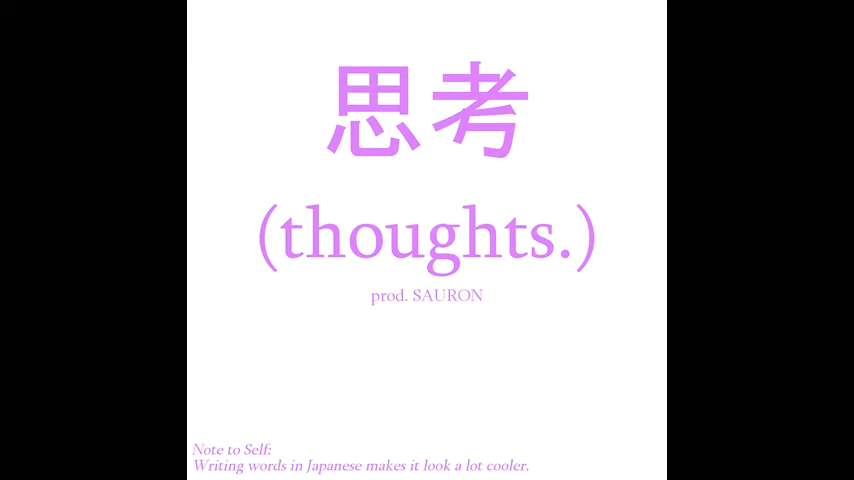 思考
(thoughts.)
prod. SAURON
Note to Self:
Writing words in Japanese makes it look a lot cooler.